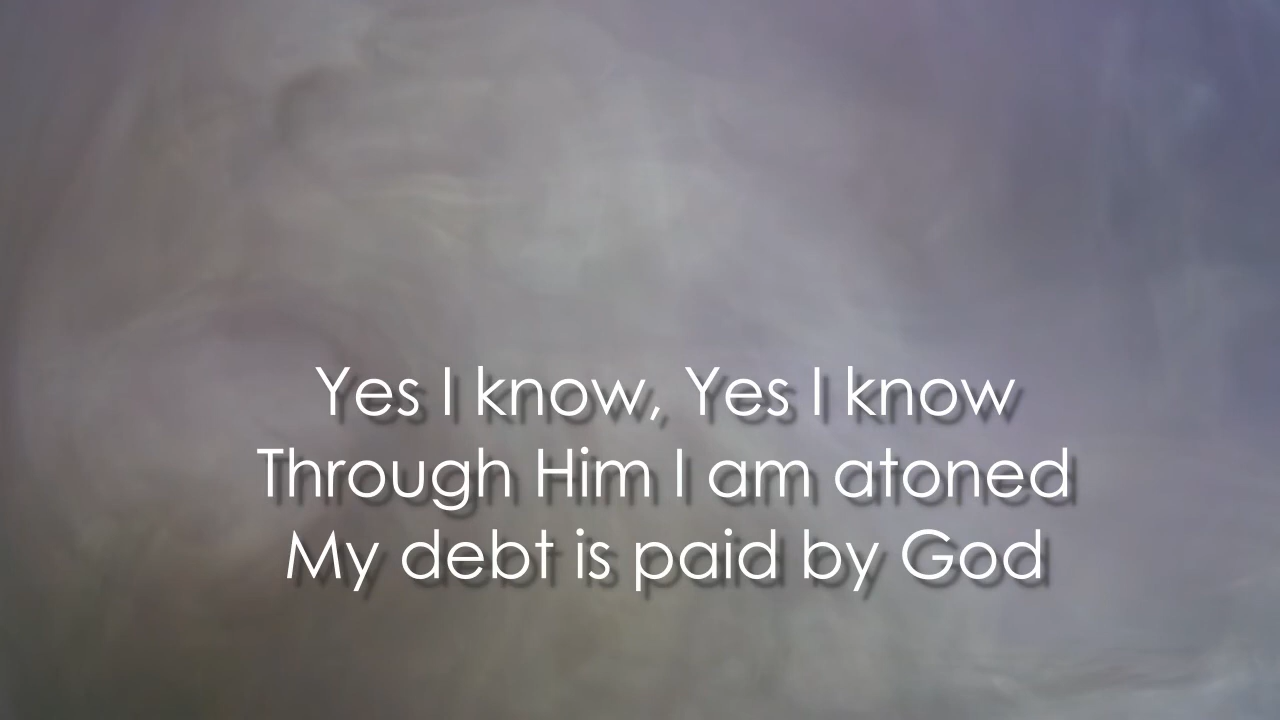 Yes I know, Yes I know
Through Him I am atoned
My debt is paid by God